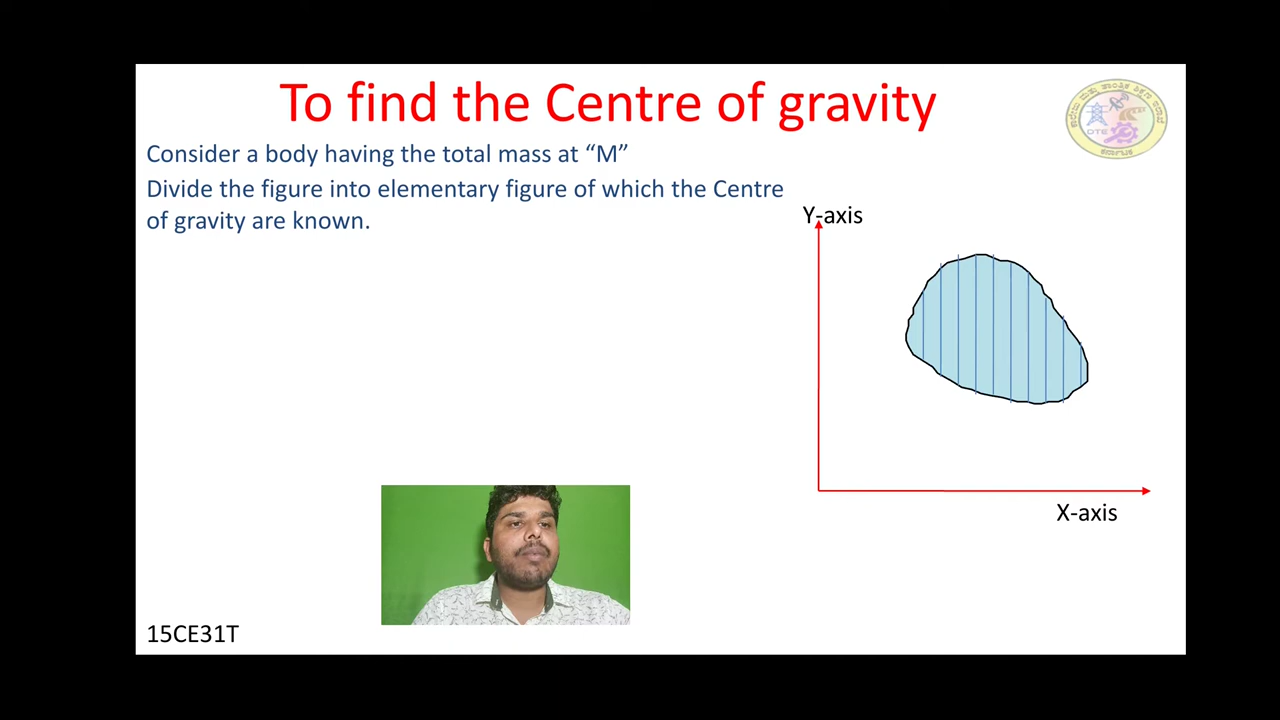 To find the Centre of gravity
Consider a body having the total mass at “M”
Divide the figure into elementary figure of which the Centre
of gravity are known.
Y-axis
X-axis
DTE
15CE31T